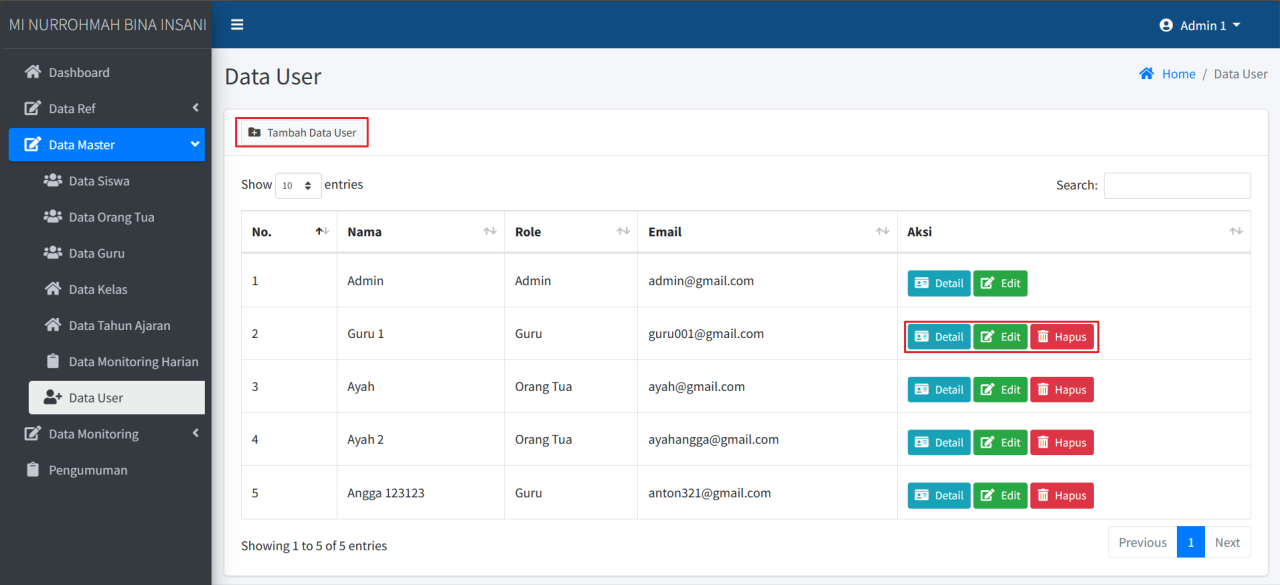 MI NURROHMAH BINA INSANI
Admin 1
Dashboard
Data Ref
Data Master
Data Siswa
Data Orang Tua
Data Guru
Data Kelas
Data Tahun Ajaran
Data Monitoring Harian
Data User
Data Monitoring
Pengumuman
Data User
Home / Data User
Tambah Data User
Show 10 entries
Search:
No. Nama Role Email Aksi
1 Admin Admin admin@gmail.com Detail Edit
2 Guru 1 Guru guru001@gmail.com Detail Edit Hapus
3 Ayah Orang Tua ayah@gmail.com Detail Edit Hapus
4 Ayah 2 Orang Tua ayahangga@gmail.com Detail Edit Hapus
5 Angga 123123 Guru anton321@gmail.com Detail Edit Hapus
Showing 1 to 5 of 5 entries
Previous 1 Next